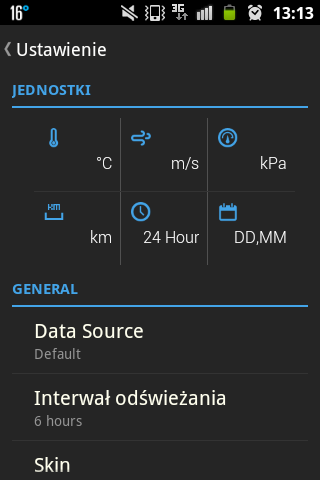 16°
3G
13:13
Ustawienie
JEDNOSTKI
°C
m/s
kPa
km
km
24 Hour
DD,MM
GENERAL
Data Source
Default
Interwał odświeżania
6 hours
Skin